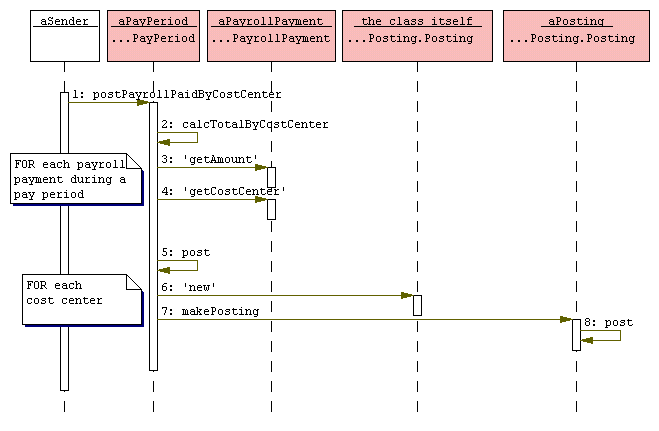 aSender
aPayPeriod
...PayPeriod
aPayrollPayment
...PayrollPayment
the class itself
...Posting.Posting
aPosting
...Posting.Posting
1: postPayrollPaidByCostCenter
2: calcTotalByCostCenter
FOR each payroll
payment during a
pay period
3: 'getAmount'
4: 'getCostCenter'
5: post
FOR each
cost center
6: 'new'
7: makePosting
8: post